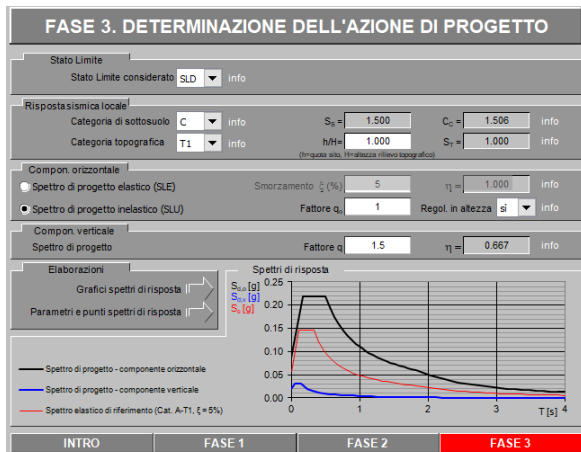 FASE 3. DETERMINAZIONE DELL'AZIONE DI PROGETTO
Stato Limite
Stato Limite considerato SLD info
Risposta sismica locale
Categoria di sottosuolo C info SS = 1.500 CC = 1.506 info
Categoria topografica T1 info h/H= 1.000 ST = 1.000 info
(h=quota sito, H=altezza rilievo topografico)
Compon. orizzontale
Spettro di progetto elastico (SLE) Smorzamento ξ (%) 5 η = 1.000 info
Spettro di progetto inelastico (SLU) Fattore qo 1 Regol. in altezza sì info
Compon. verticale
Spettro di progetto Fattore q 1.5 η = 0.667 info
Elaborazioni
Grafici spettri di risposta
Parametri e punti spettri di risposta
Spettri di risposta
Sd,o [g]
Sd,v [g]
Se [g]
0.25
0.20
0.15
0.10
0.05
0.00
0 1 2 3 4
T [s]
Spettro di progetto - componente orizzontale
Spettro di progetto - componente verticale
Spettro elastico di riferimento (Cat. A-T1, ξ = 5%)
INTRO FASE 1 FASE 2 FASE 3